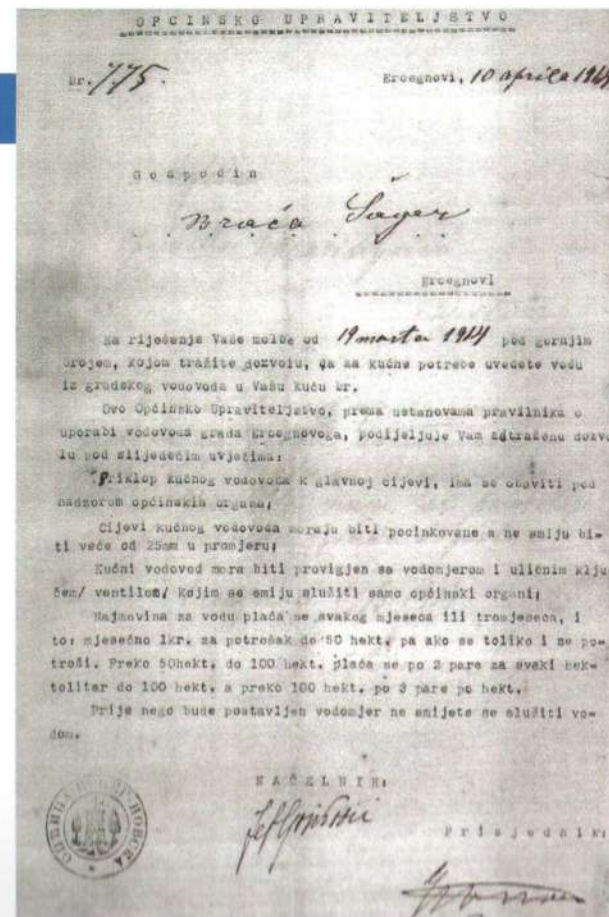 OPĆINSKO UPRAVITELJSTVO
Br. 775.
Ercegnovi, 10 aprila 1914
Gospodin
Braća Šager
Ercegnovi
Na riješenje Vaše molbe od 19 marta 1914 pod gornjim
brojem, kojom tražite dozvolu, da za kućne potrebe uvedete vodu
iz gradskog vodovoda u Vašu kuću br.
Ovo Općinsko Upraviteljstvo, prema ustanovama pravilnika o
uporabi vodovoda grada Ercegnovoga, podijeljuje Vam zatraženu dozvo
lu pod slijedećim uvjetima:
Priklop kućnog vodovoda k glavnoj cijevi, ima se obaviti pod
nadzorom općinskih organa;
Cijevi kućnog vodovoda moraju biti pocinkovane a ne smiju bi-
ti veće od 25mm u promjeru;
Kućni vodovod mora biti provigjen sa vodomjerom i uličnim klju
čem/ ventilom/ kojim se smiju služiti samo općinski organi;
Najmovina za vodu plaća se svakog mjeseca ili tromjeseca, i
to: mjesečno 1kr. za potrošak do 50 hekt. pa ako se toliko i ne po-
troši. Preko 50hekt. do 100 hekt. plaća se po 2 pare za svaki hek-
tolitar do 100 hekt. a preko 100 hekt. po 3 pare po hekt.
Prije nego bude postavljen vodomjer ne smijete se služiti vo-
dom.
NAČELNIK:
Prisjednik: